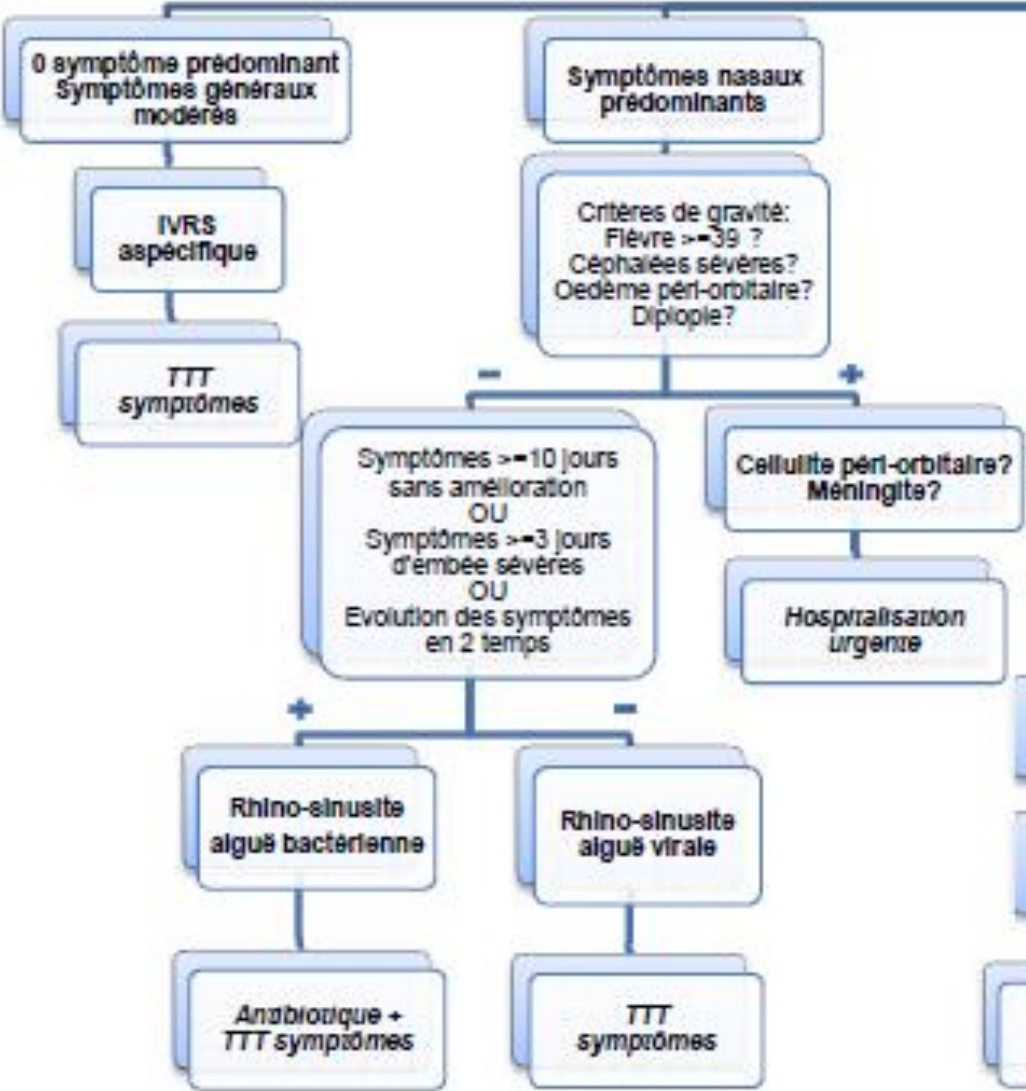 0 symptôme prédominant
Symptômes généraux
modérés
IVRS
aspécifique
TTT
symptômes
Symptômes nasaux
prédominants
Critères de gravité:
Fièvre >=39 ?
Céphalées sévères?
Oedème péri-orbitaire?
Diplopie?
-
+
Symptômes >=10 jours
sans amélioration
OU
Symptômes >=3 jours
d'embée sévères
OU
Evolution des symptômes
en 2 temps
Cellulite péri-orbitaire?
Méningite?
Hospitalisation
urgente
+
-
Rhino-sinusite
aiguë bactérienne
Rhino-sinusite
aiguë virale
Antibiotique +
TTT symptômes
TTT
symptômes